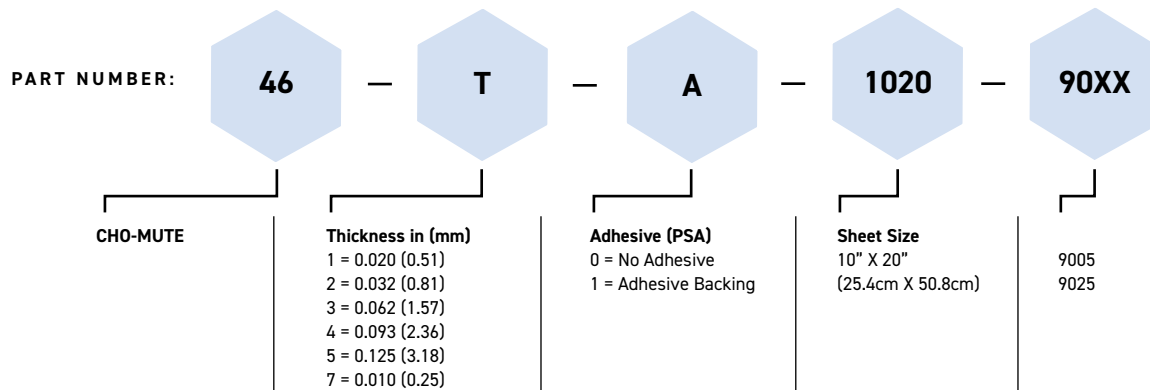 PART NUMBER: 46 — T — A — 1020 — 90XX
CHO-MUTE
Thickness in (mm)
1 = 0.020 (0.51)
2 = 0.032 (0.81)
3 = 0.062 (1.57)
4 = 0.093 (2.36)
5 = 0.125 (3.18)
7 = 0.010 (0.25)
Adhesive (PSA)
0 = No Adhesive
1 = Adhesive Backing
Sheet Size
10” X 20”
(25.4cm X 50.8cm)
9005
9025